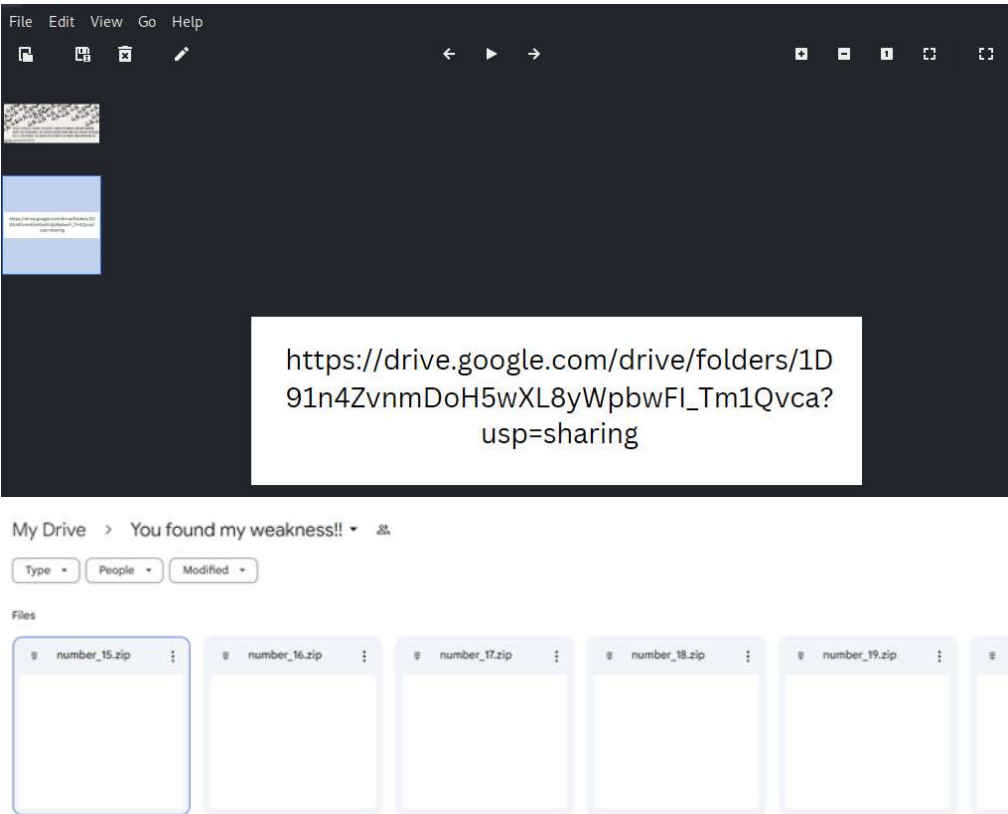 File Edit View Go Help
https://drive.google.com/drive/folders/1D
91n4ZvnmDoH5wXL8yWpbwFI_Tm1Qvca?
usp=sharing
My Drive > You found my weakness!!
Type People Modified
Files
number_15.zip number_16.zip number_17.zip number_18.zip number_19.zip